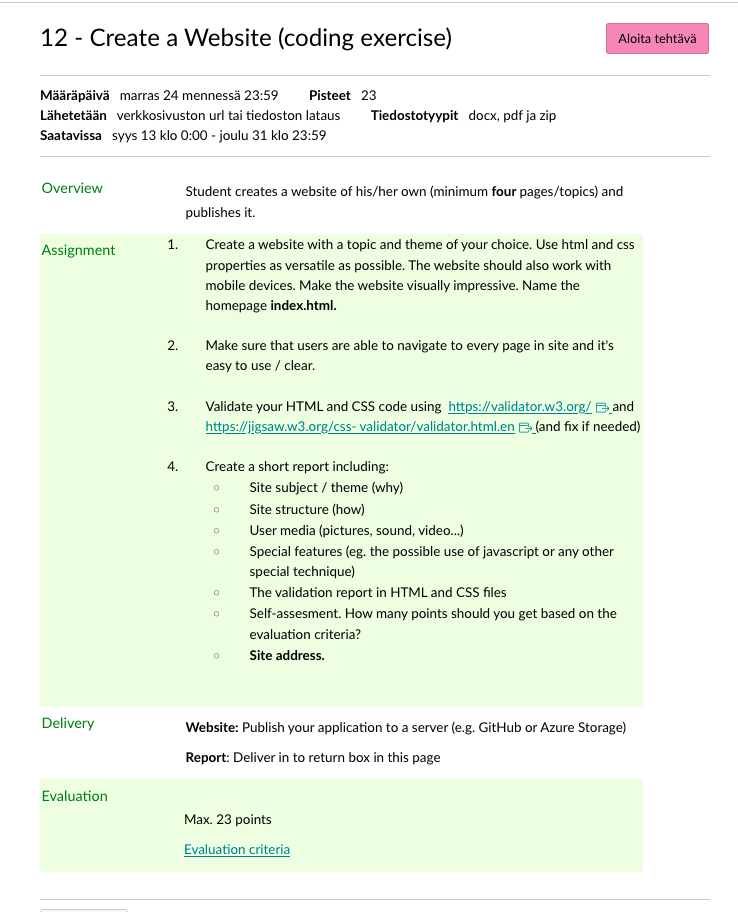 12 - Create a Website (coding exercise)
Aloita tehtävä
Määräpäivä marras 24 mennessä 23:59 Pisteet 23
Lähetetään verkkosivuston url tai tiedoston lataus Tiedostotyypit docx, pdf ja zip
Saatavissa syys 13 klo 0:00 - joulu 31 klo 23:59
Overview
Student creates a website of his/her own (minimum four pages/topics) and
publishes it.
Assignment
1. Create a website with a topic and theme of your choice. Use html and css
properties as versatile as possible. The website should also work with
mobile devices. Make the website visually impressive. Name the
homepage index.html.
2. Make sure that users are able to navigate to every page in site and it's
easy to use / clear.
3. Validate your HTML and CSS code using https://validator.w3.org/ and
https://jigsaw.w3.org/css- validator/validator.html.en (and fix if needed)
4. Create a short report including:
○ Site subject / theme (why)
○ Site structure (how)
○ User media (pictures, sound, video...)
○ Special features (eg. the possible use of javascript or any other
special technique)
○ The validation report in HTML and CSS files
○ Self-assesment. How many points should you get based on the
evaluation criteria?
○ Site address.
Delivery
Website: Publish your application to a server (e.g. GitHub or Azure Storage)
Report: Deliver in to return box in this page
Evaluation
Max. 23 points
Evaluation criteria